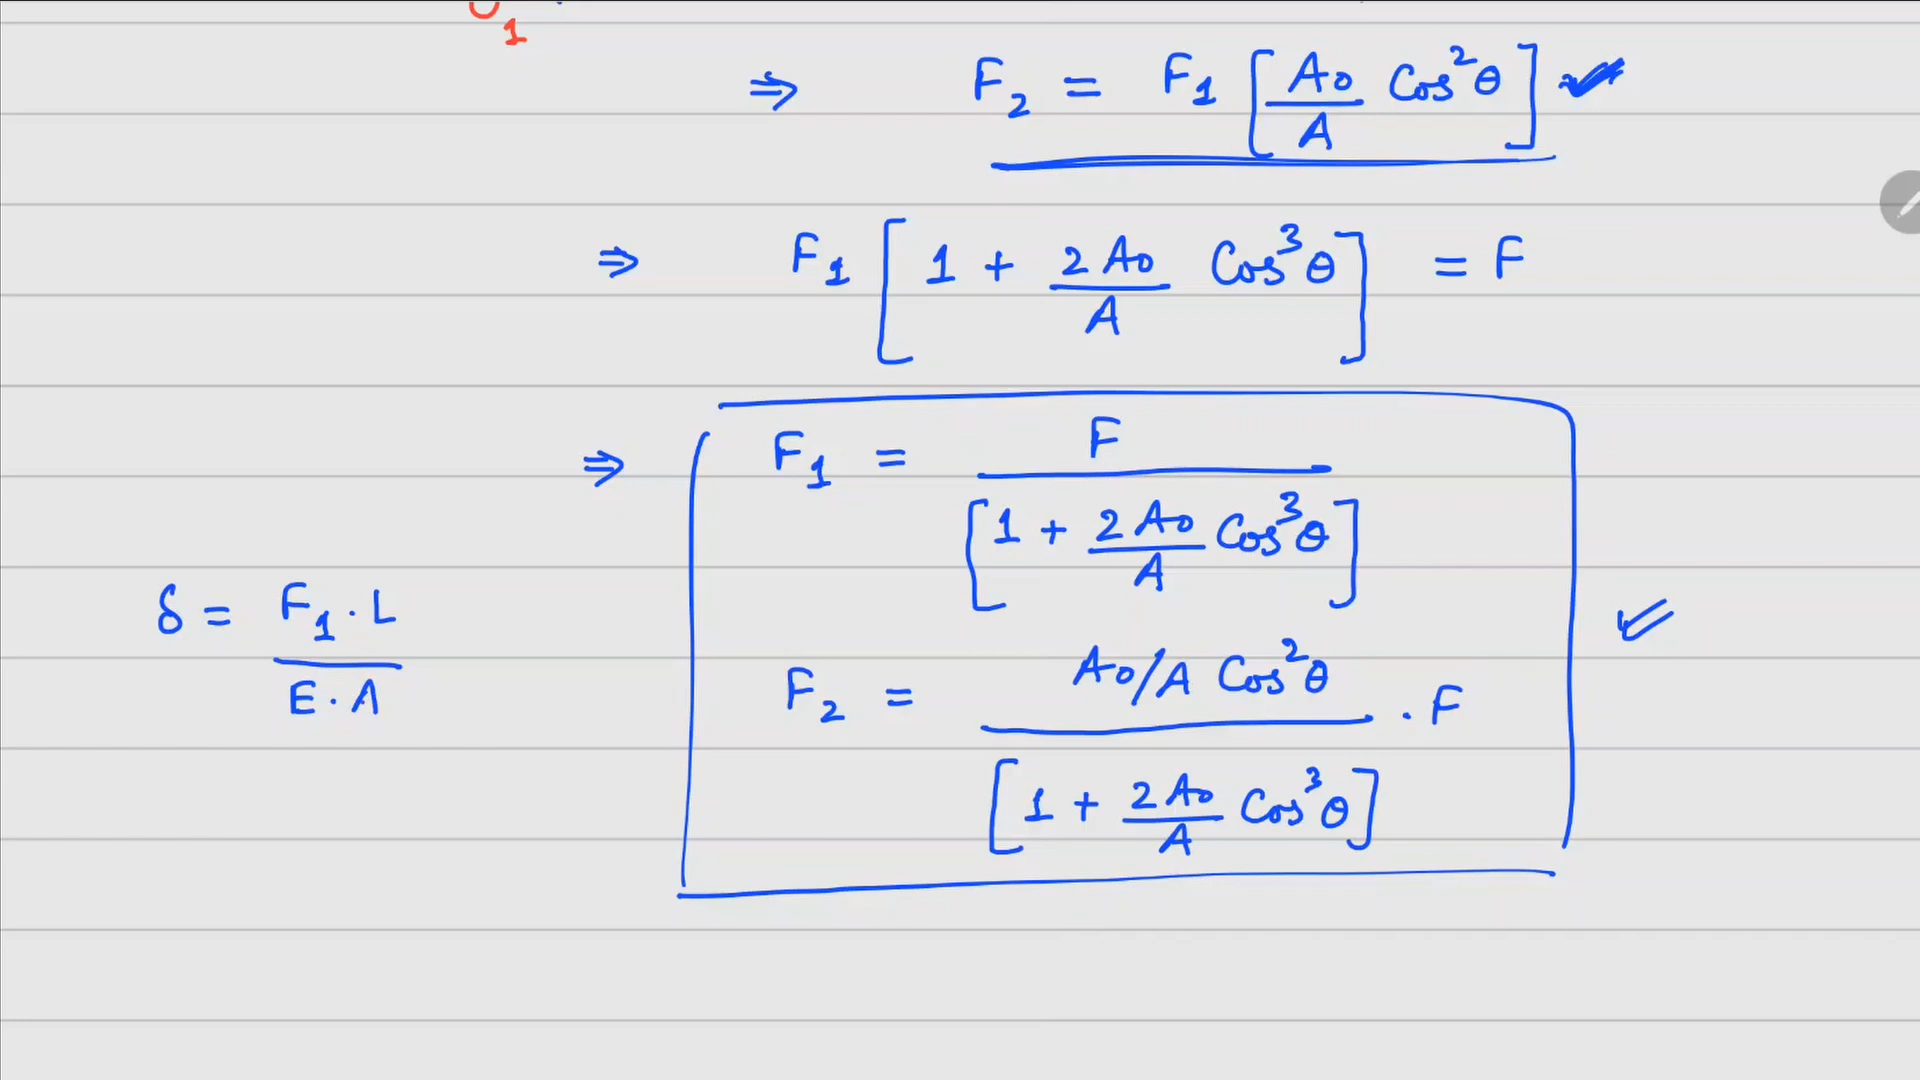 1
⇒ F₂ = F₁ [A₀/A Cos²θ]
⇒ F₁ [1 + 2A₀/A Cos³θ] = F
⇒ F₁ = F / [1 + 2A₀/A Cos³θ]
δ = F₁·L / E·A
F₂ = A₀/A Cos²θ / [1 + 2A₀/A Cos³θ] · F